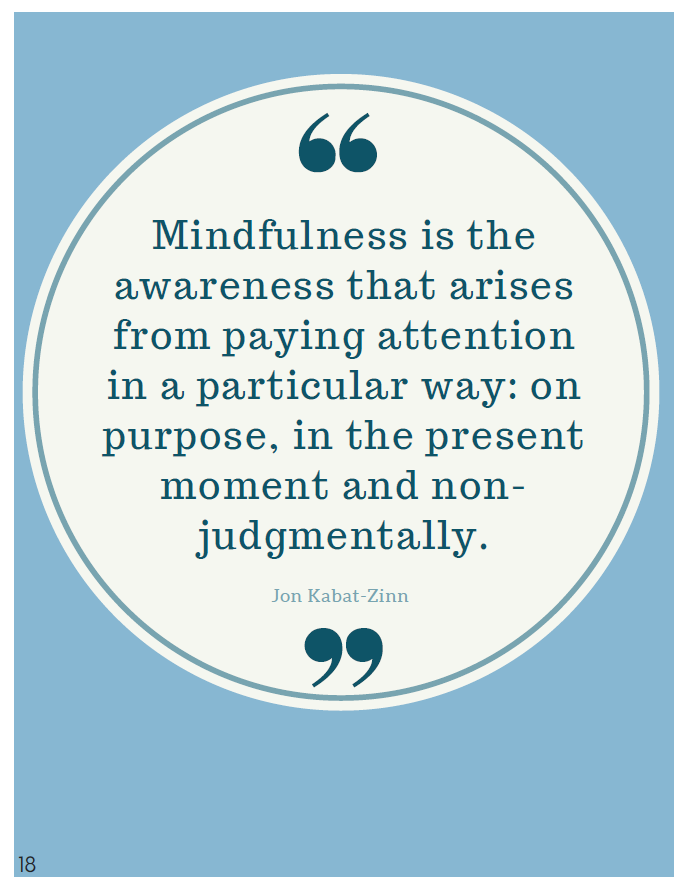 “
Mindfulness is the
awareness that arises
from paying attention
in a particular way: on
purpose, in the present
moment and non-
judgmentally.
Jon Kabat-Zinn
”
18